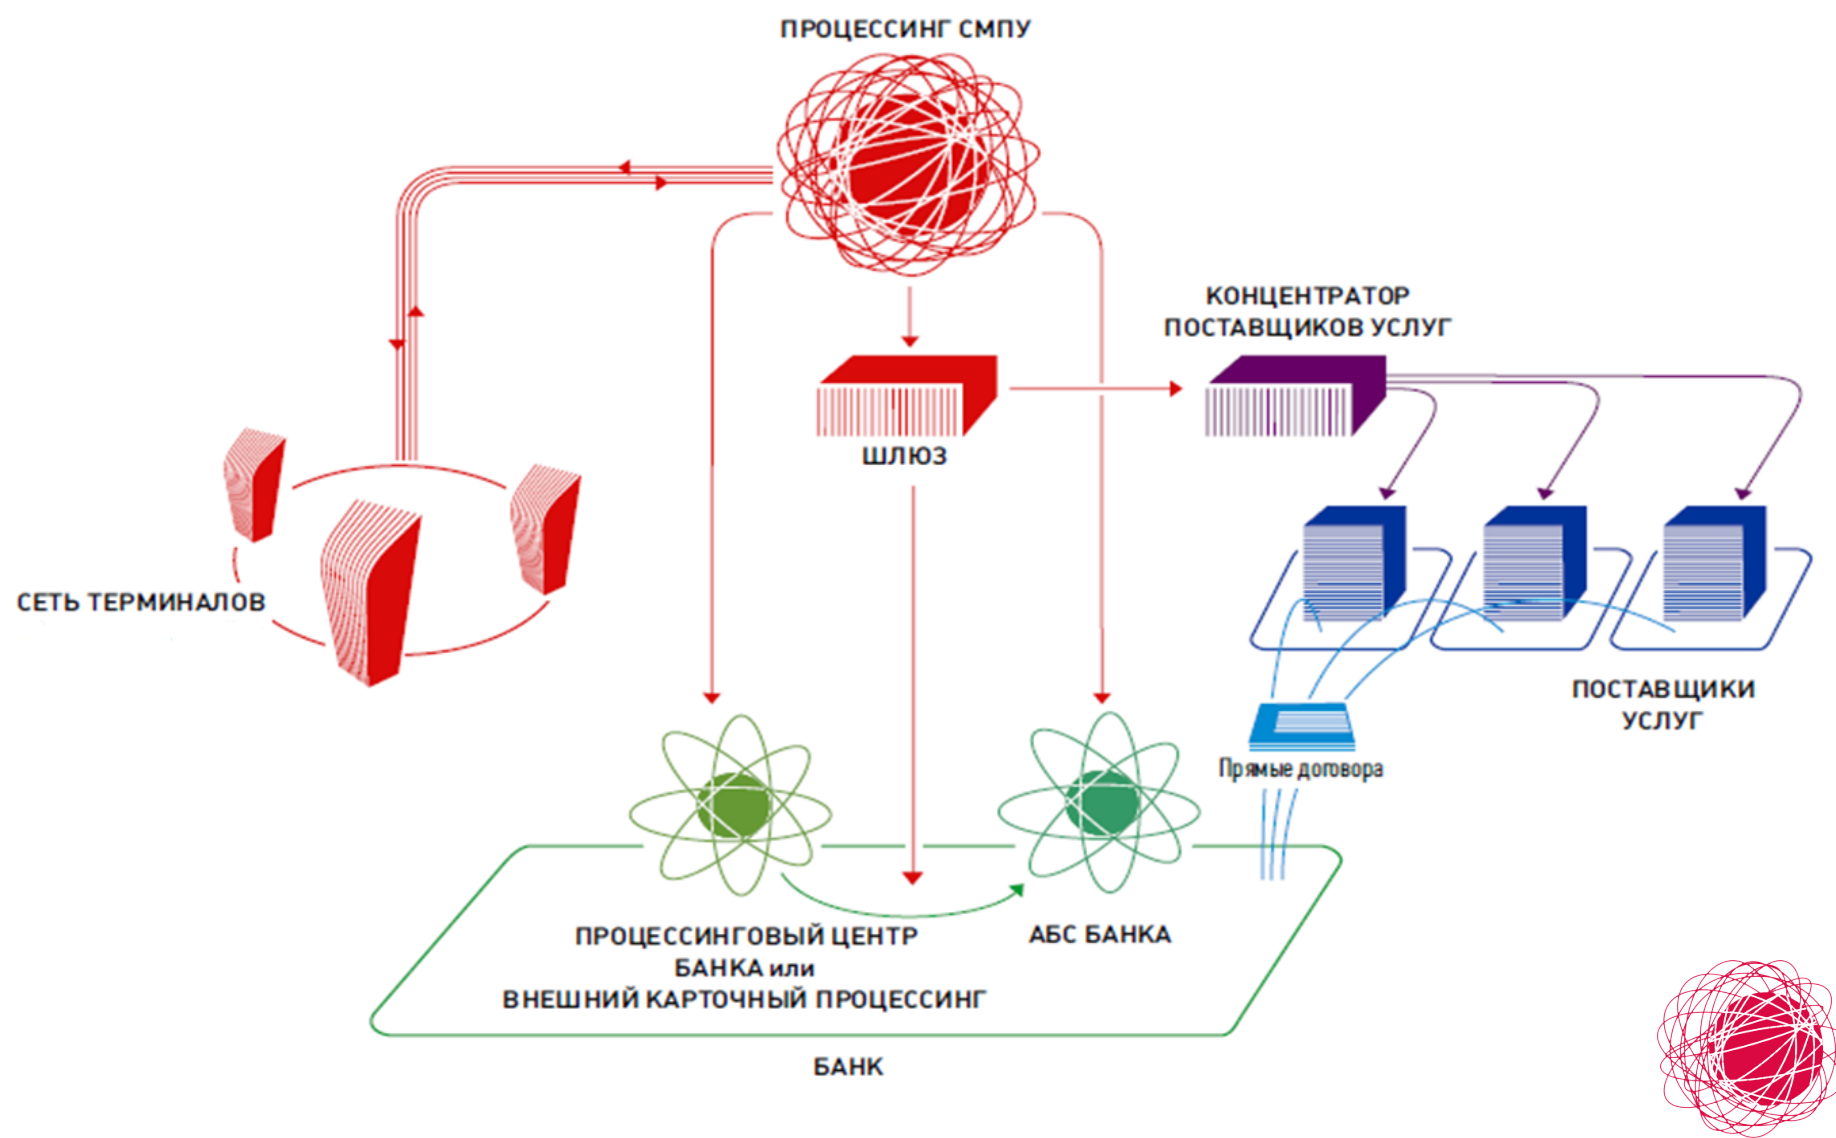 ПРОЦЕССИНГ СМПУ
КОНЦЕНТРАТОР
ПОСТАВЩИКОВ УСЛУГ
ШЛЮЗ
СЕТЬ ТЕРМИНАЛОВ
ПОСТАВЩИКИ
УСЛУГ
Прямые договора
ПРОЦЕССИНГОВЫЙ ЦЕНТР
БАНКА или
ВНЕШНИЙ КАРТОЧНЫЙ ПРОЦЕССИНГ
АБС БАНКА
БАНК